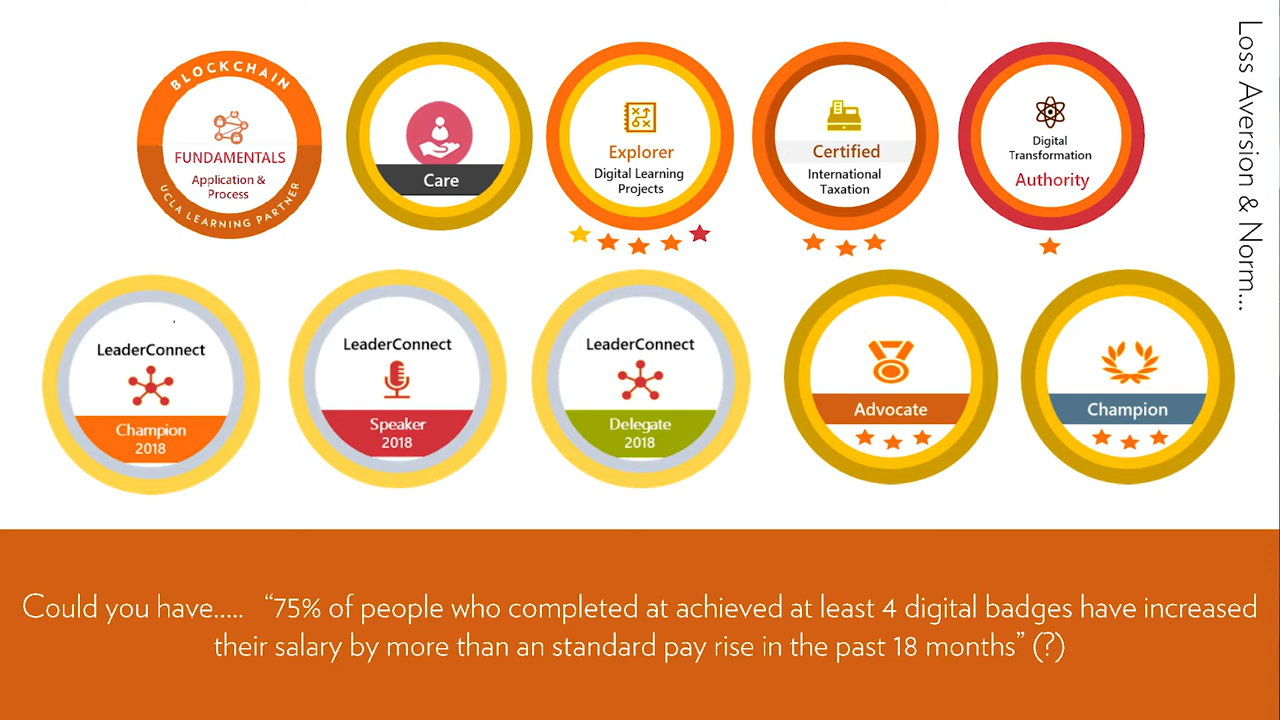 Loss Aversion & Norm...
BLOCKCHAIN
FUNDAMENTALS
Application &
Process
UCLA LEARNING PARTNER
Care
Explorer
Digital Learning
Projects
Certified
International
Taxation
Digital
Transformation
Authority
LeaderConnect
Champion
2018
LeaderConnect
Speaker
2018
LeaderConnect
Delegate
2018
Advocate
Champion
Could you have..... “75% of people who completed at achieved at least 4 digital badges have increased
their salary by more than an standard pay rise in the past 18 months” (?)